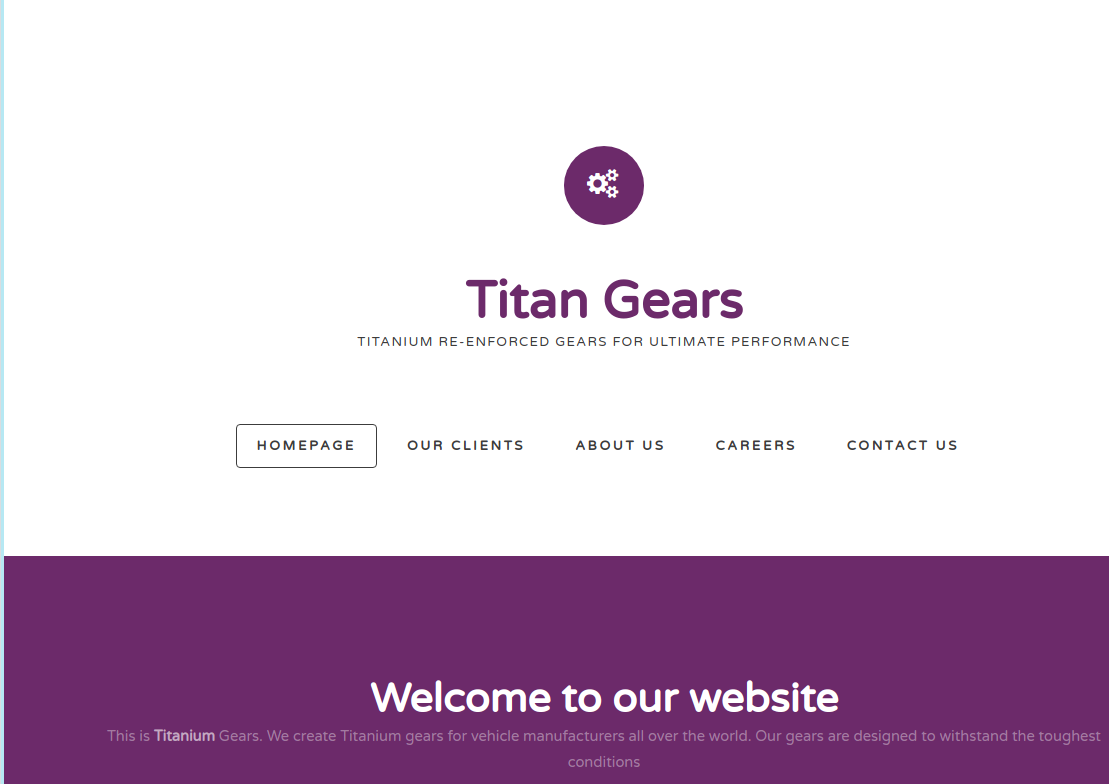 Titan Gears
TITANIUM RE-ENFORCED GEARS FOR ULTIMATE PERFORMANCE
HOMEPAGE OUR CLIENTS ABOUT US CAREERS CONTACT US
Welcome to our website
This is Titanium Gears. We create Titanium gears for vehicle manufacturers all over the world. Our gears are designed to withstand the toughest
conditions